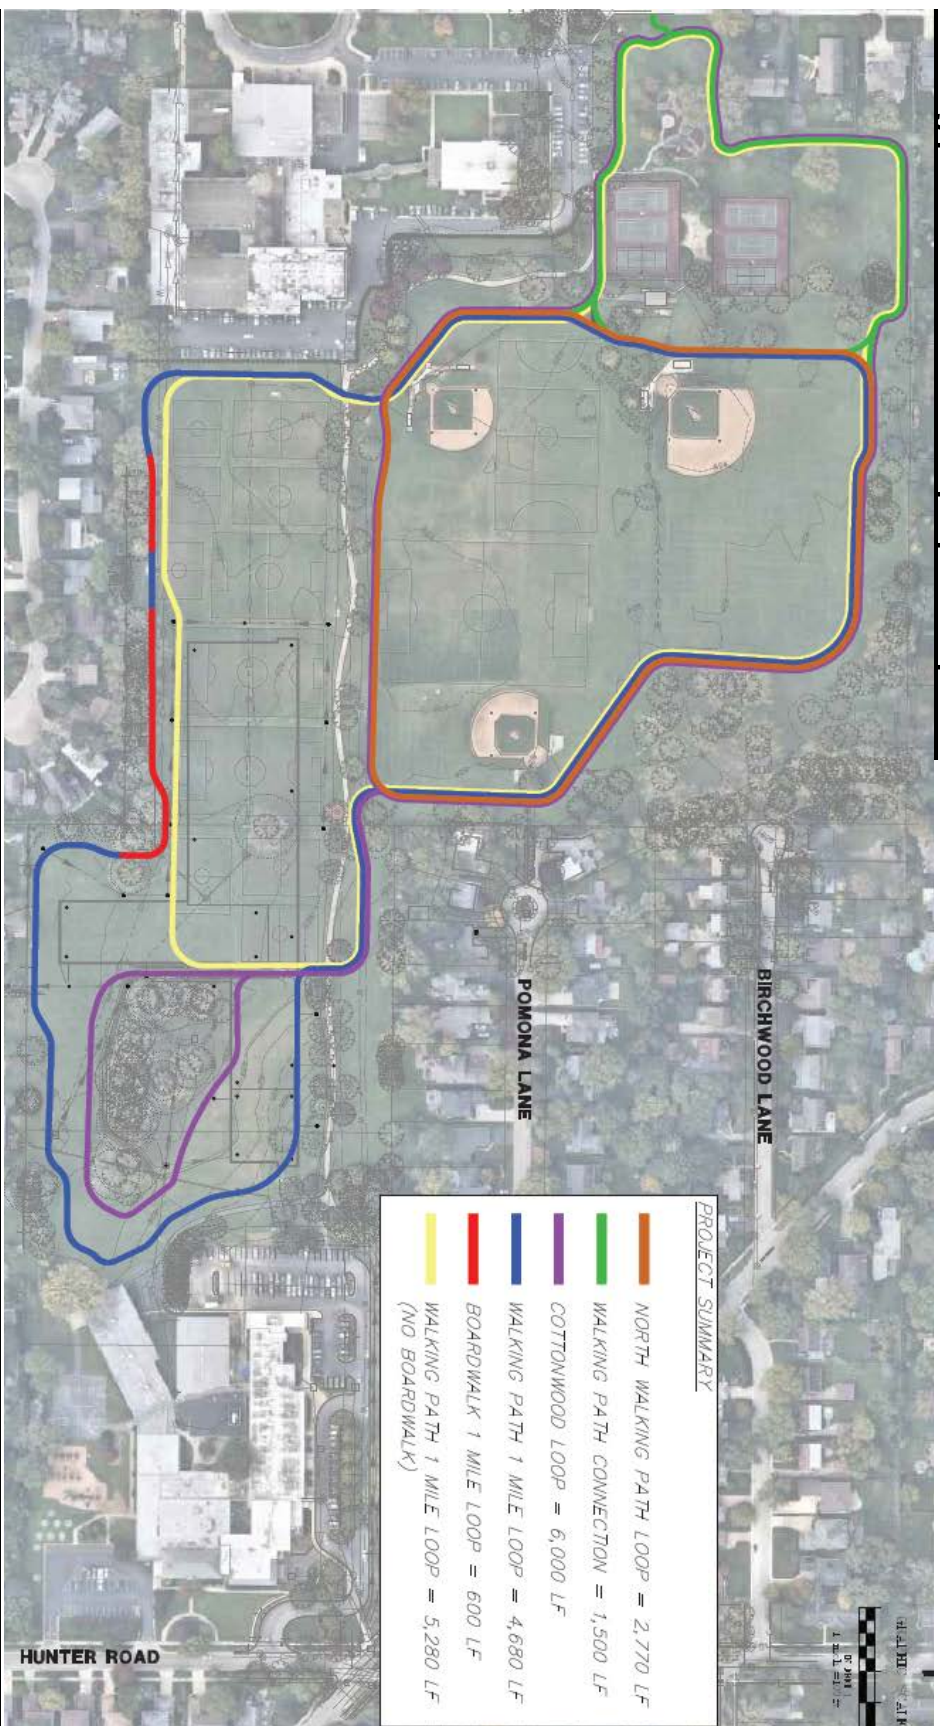 BIRCHWOOD LANE
POMONA LANE
PROJECT SUMMARY
NORTH WALKING PATH LOOP = 2,770 LF
WALKING PATH CONNECTION = 1,500 LF
COTTONWOOD LOOP = 6,000 LF
WALKING PATH 1 MILE LOOP = 4,680 LF
BOARDWALK 1 MILE LOOP = 600 LF
WALKING PATH 1 MILE LOOP = 5,280 LF
(NO BOARDWALK)
HUNTER ROAD